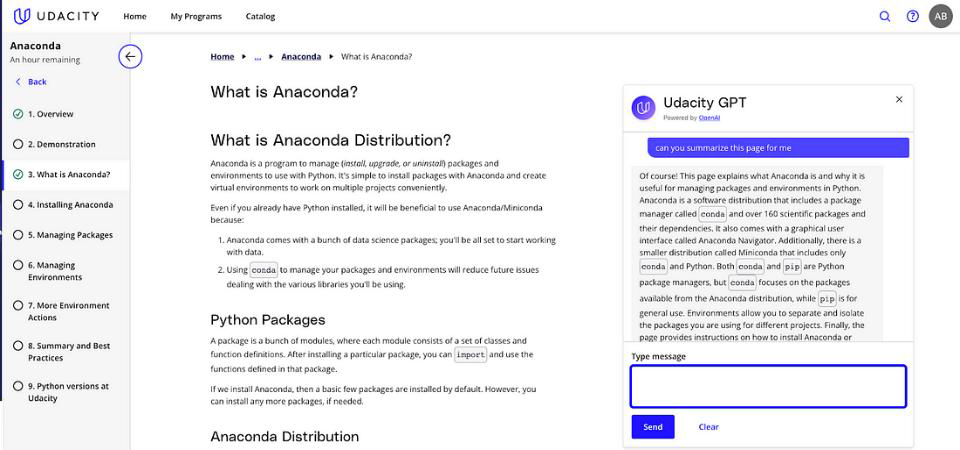 UDACITY
Home
My Programs
Catalog
AB
Anaconda
An hour remaining
Back
1. Overview
2. Demonstration
3. What is Anaconda?
4. Installing Anaconda
5. Managing Packages
6. Managing
Environments
7. More Environment
Actions
8. Summary and Best
Practices
9. Python versions at
Udacity
Home
...
Anaconda
What is Anaconda?
What is Anaconda?
What is Anaconda Distribution?
Anaconda is a program to manage (install, upgrade, or uninstall) packages and
environments to use with Python. It's simple to install packages with Anaconda and create
virtual environments to work on multiple projects conveniently.
Even if you already have Python installed, it will be beneficial to use Anaconda/Miniconda
because:
1. Anaconda comes with a bunch of data science packages; you'll be all set to start working
with data.
2. Using conda to manage your packages and environments will reduce future issues
dealing with the various libraries you'll be using.
Python Packages
A package is a bunch of modules, where each module consists of a set of classes and
function definitions. After installing a particular package, you can import and use the
functions defined in that package.
If we install Anaconda, then a basic few packages are installed by default. However, you
can install any more packages, if needed.
Anaconda Distribution
Udacity GPT
Powered by OpenAI
can you summarize this page for me
Of course! This page explains what Anaconda is and why it is
useful for managing packages and environments in Python.
Anaconda is a software distribution that includes a package
manager called conda and over 160 scientific packages and
their dependencies. It also comes with a graphical user
interface called Anaconda Navigator. Additionally, there is a
smaller distribution called Miniconda that includes only
conda and Python. Both conda and pip are Python
package managers, but conda focuses on the packages
available from the Anaconda distribution, while pip is for
general use. Environments allow you to separate and isolate
the packages you are using for different projects. Finally, the
page provides instructions on how to install Anaconda or
Type message
Send
Clear